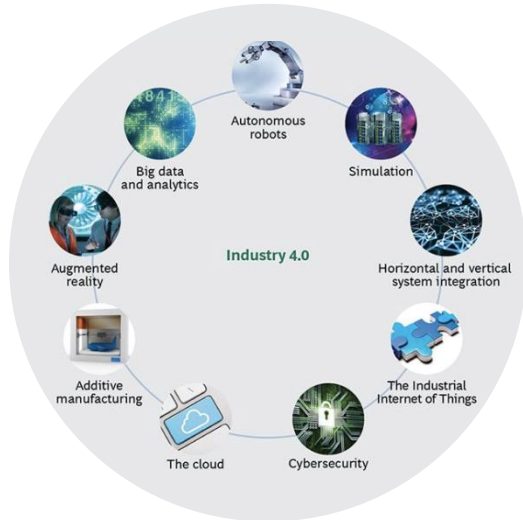 Autonomous
robots
Big data
and analytics
Simulation
Augmented
reality
Industry 4.0
Horizontal and vertical
system integration
Additive
manufacturing
The Industrial
Internet of Things
The cloud
Cybersecurity